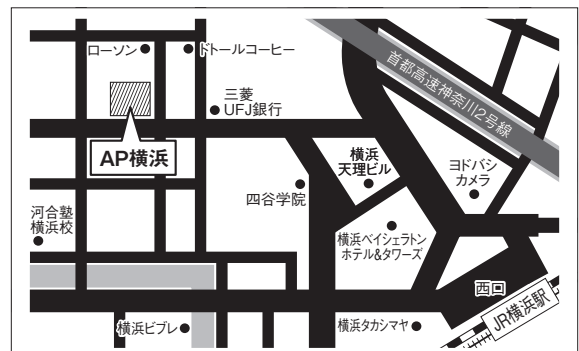 ローソン
ドトールコーヒー
首都高速神奈川2号線
三菱
UFJ銀行
AP横浜
横浜
天理ビル
ヨドバシ
カメラ
四谷学院
河合塾
横浜校
横浜ベイシェラトン
ホテル&タワーズ
西口
JR横浜駅
横浜ビブレ
横浜タカシマヤ